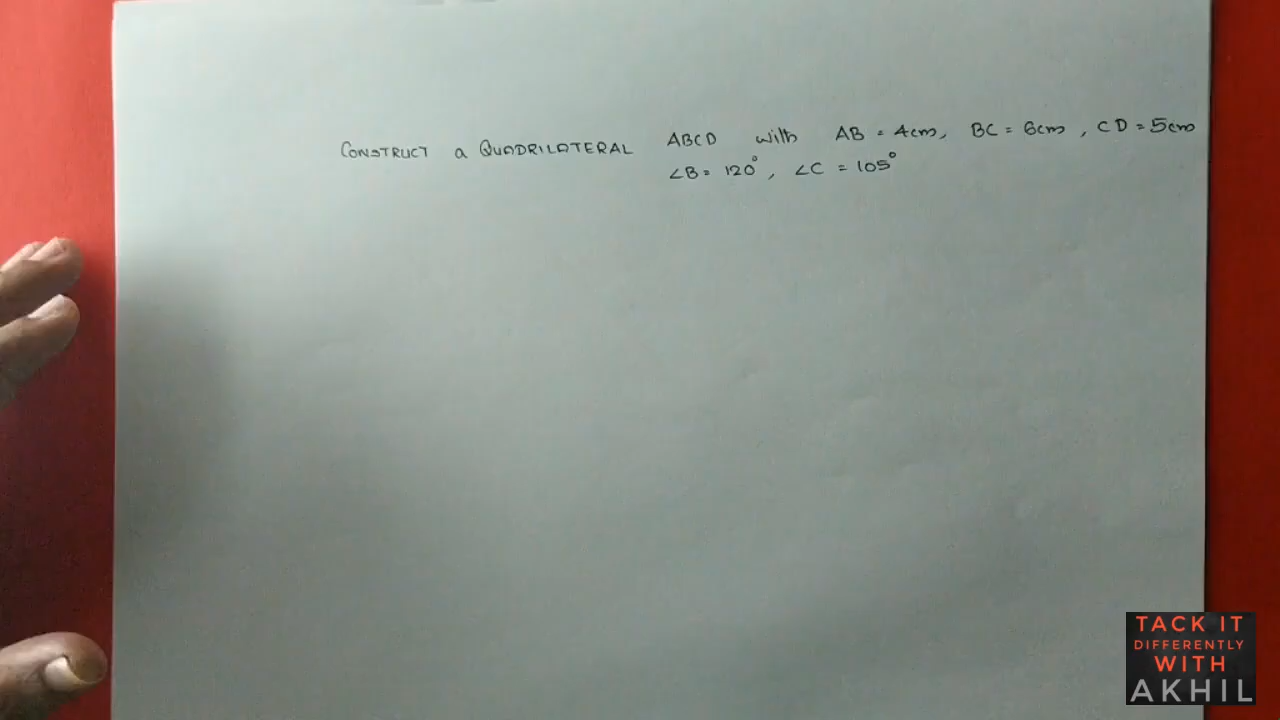 CONSTRUCT a QUADRILATERAL ABCD with AB = 4cm, BC = 6cm, CD = 5cm
∠B = 120°, ∠C = 105°
TACK IT
DIFFERENTLY
WITH
AKHIL